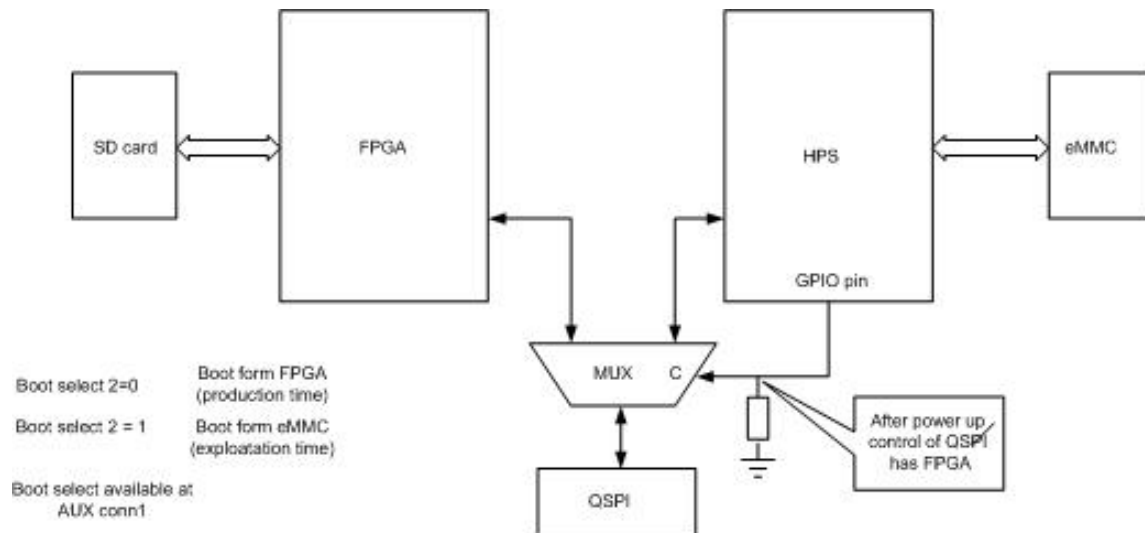 SD card
FPGA
HPS
eMMC
GPIO pin
MUX
C
Boot select 2=0
Boot form FPGA
(production time)
Boot select 2 = 1
Boot form eMMC
(exploatation time)
After power up
control of QSPI
has FPGA
Boot select available at
AUX conn1
QSPI